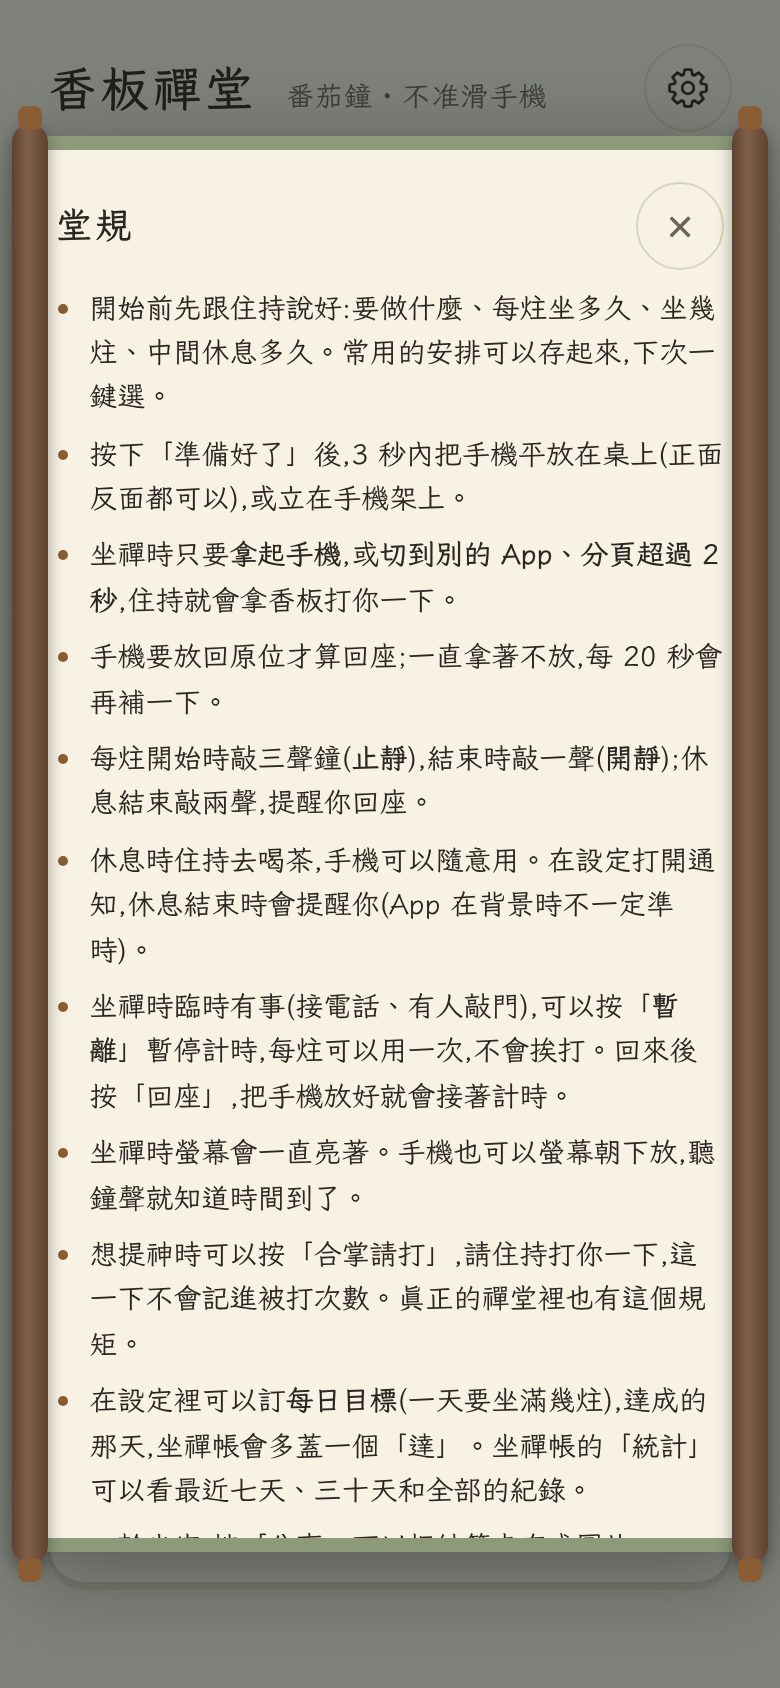 香板禪堂 番茄鐘・不准滑手機
堂規
開始前先跟住持說好:要做什麼、每炷坐多久、坐幾
炷、中間休息多久。常用的安排可以存起來,下次一
鍵選。
按下「準備好了」後,3 秒內把手機平放在桌上(正面
反面都可以),或立在手機架上。
坐禪時只要拿起手機,或切到別的 App、分頁超過 2
秒,住持就會拿香板打你一下。
手機要放回原位才算回座;一直拿著不放,每 20 秒會
再補一下。
每炷開始時敲三聲鐘(止靜),結束時敲一聲(開靜);休
息結束敲兩聲,提醒你回座。
休息時住持去喝茶,手機可以隨意用。在設定打開通
知,休息結束時會提醒你(App 在背景時不一定準
時)。
坐禪時臨時有事(接電話、有人敲門),可以按「暫
離」暫停計時,每炷可以用一次,不會挨打。回來後
按「回座」,把手機放好就會接著計時。
坐禪時螢幕會一直亮著。手機也可以螢幕朝下放,聽
鐘聲就知道時間到了。
想提神時可以按「合掌請打」,請住持打你一下,這
一下不會記進被打次數。真正的禪堂裡也有這個規
矩。
在設定裡可以訂每日目標(一天要坐滿幾炷),達成的
那天,坐禪帳會多蓋一個「達」。坐禪帳的「統計」
可以看最近七天、三十天和全部的紀錄。